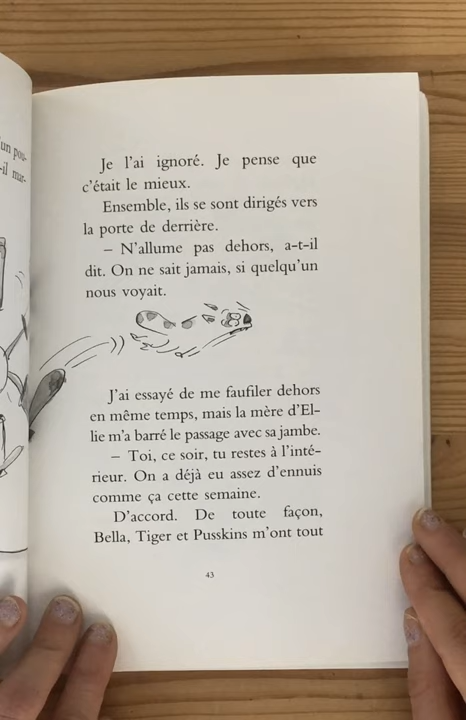 un pou-
-il mar-
Je l'ai ignoré. Je pense que
c'était le mieux.
Ensemble, ils se sont dirigés vers
la porte de derrière.
– N'allume pas dehors, a-t-il
dit. On ne sait jamais, si quelqu'un
nous voyait.
J'ai essayé de me faufiler dehors
en même temps, mais la mère d'El-
lie m'a barré le passage avec sa jambe.
– Toi, ce soir, tu restes à l'inté-
rieur. On a déjà eu assez d'ennuis
comme ça cette semaine.
D'accord. De toute façon,
Bella, Tiger et Pusskins m'ont tout
43